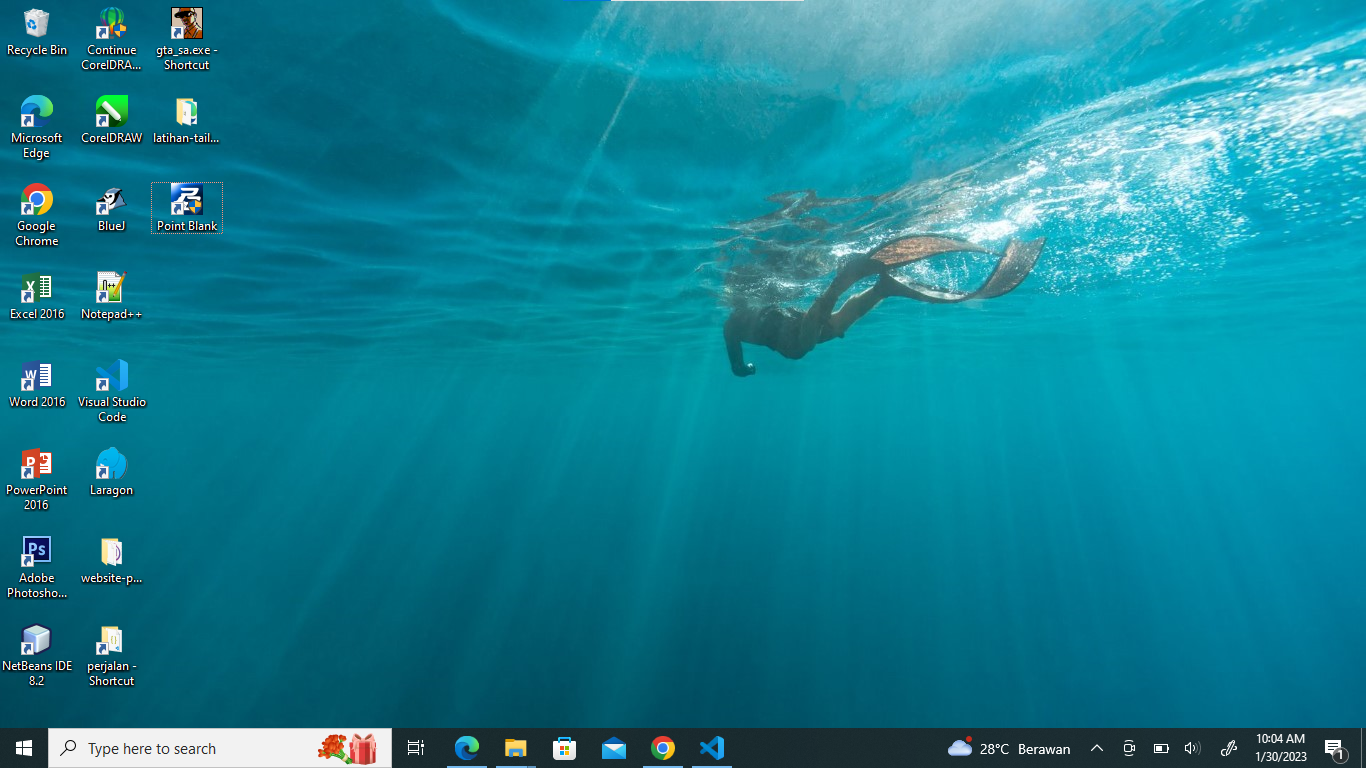 Recycle Bin
Continue
CorelDRA...
gta_sa.exe -
Shortcut
Microsoft
Edge
CorelDRAW
latihan-tail...
Google
Chrome
BlueJ
Point Blank
Excel 2016
Notepad++
Word 2016
Visual Studio
Code
PowerPoint
2016
Laragon
Ps
Adobe
Photosho...
website-p...
NetBeans IDE
8.2
perjalan -
Shortcut
Type here to search
28°C Berawan
10:04 AM
1/30/2023
1